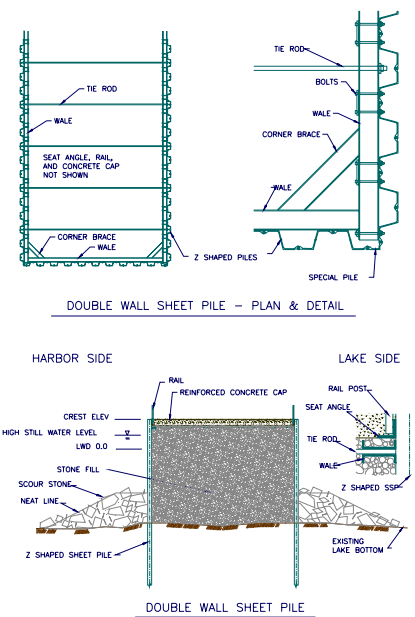 TIE ROD
WALE
SEAT ANGLE, RAIL,
AND CONCRETE CAP
NOT SHOWN
CORNER BRACE
WALE
Z SHAPED PILES
TIE ROD
BOLTS
WALE
CORNER BRACE
WALE
SPECIAL PILE
DOUBLE WALL SHEET PILE - PLAN & DETAIL
HARBOR SIDE
LAKE SIDE
RAIL
REINFORCED CONCRETE CAP
CREST ELEV
HIGH STILL WATER LEVEL
LWD 0.0
STONE FILL
SCOUR STONE
NEAT LINE
Z SHAPED SHEET PILE
RAIL POST
SEAT ANGLE
TIE ROD
WALE
Z SHAPED SSP
EXISTING
LAKE BOTTOM
DOUBLE WALL SHEET PILE